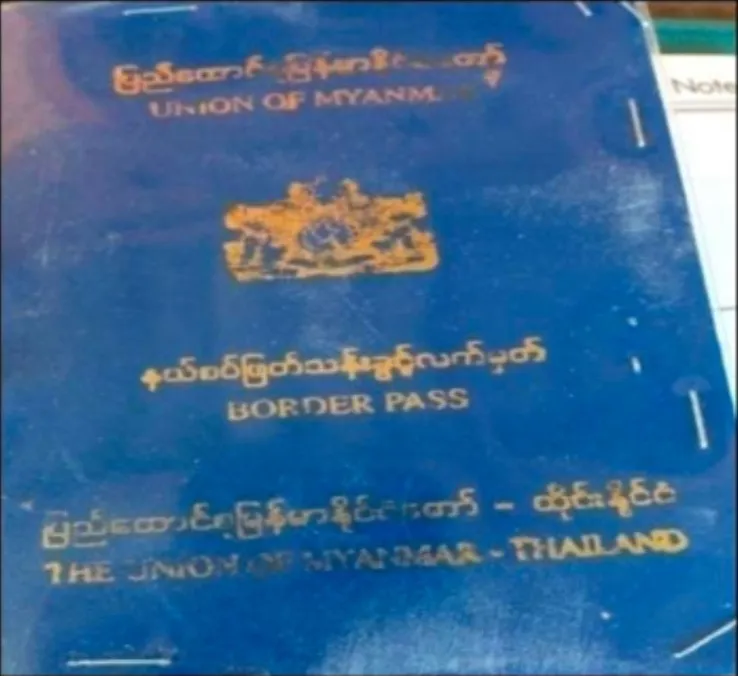 ပြည်ထောင်စုမြန်မာနိုင်ငံတော်
UNION OF MYANMAR
Note
နယ်စပ်ဖြတ်သန်းခွင့်လက်မှတ်
BORDER PASS
ပြည်ထောင်စုမြန်မာနိုင်ငံတော် - ထိုင်းနိုင်ငံ
THE UNION OF MYANMAR - THAILAND